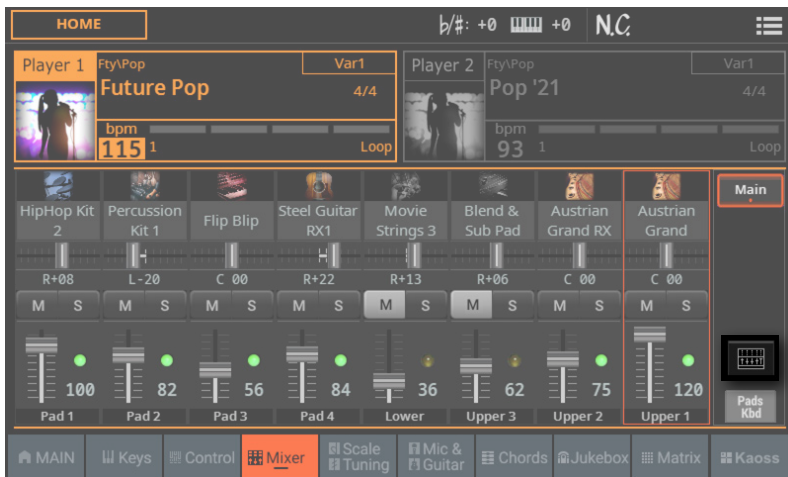 HOME
b/#: +0 +0 N.C.
Player 1 Fty\Pop Var1
Future Pop 4/4
bpm
115 1 Loop
Player 2 Fty\Pop Var1
Pop '21 4/4
bpm
93 1 Loop
HipHop Kit
2
Percussion
Kit 1
Flip Blip
Steel Guitar
RX1
Movie
Strings 3
Blend &
Sub Pad
Austrian
Grand RX
Austrian
Grand
Main
R+08 L-20 C 00 R+22 R+13 R+06 C 00 C 00
M S M S M S M S M S M S M S M S
100 82 56 84 36 62 75 120
Pad 1 Pad 2 Pad 3 Pad 4 Lower Upper 3 Upper 2 Upper 1
Pads
Kbd
MAIN
Keys
Control
Mixer
Scale
Tuning
Mic &
Guitar
Chords
Jukebox
Matrix
Kaoss